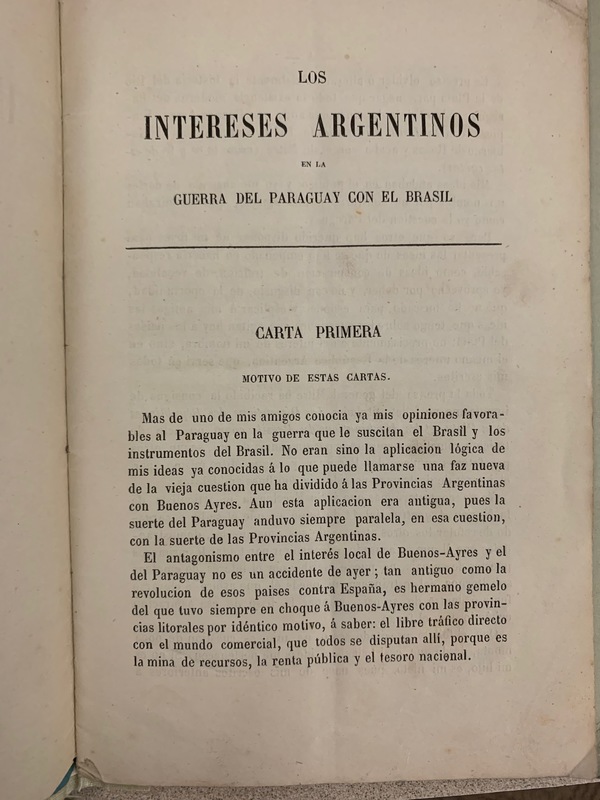 LOS
INTERESES ARGENTINOS
EN LA
GUERRA DEL PARAGUAY CON EL BRASIL
CARTA PRIMERA
MOTIVO DE ESTAS CARTAS.
Mas de uno de mis amigos conocia ya mis opiniones favora-
bles al Paraguay en la guerra que le suscitan el Brasil y los
instrumentos del Brasil. No eran sino la aplicacion lógica de
mis ideas ya conocidas á lo que puede llamarse una faz nueva
de la vieja cuestion que ha dividido á las Provincias Argentinas
con Buenos Ayres. Aun esta aplicacion era antigua, pues la
suerte del Paraguay anduvo siempre paralela, en esa cuestion,
con la suerte de las Provincias Argentinas.
El antagonismo entre el interés local de Buenos-Ayres y el
del Paraguay no es un accidente de ayer; tan antiguo como la
revolucion de esos paises contra España, es hermano gemelo
del que tuvo siempre en choque á Buenos-Ayres con las provin-
cias litorales por idéntico motivo, á saber: el libre tráfico directo
con el mundo comercial, que todos se disputan allí, porque es
la mina de recursos, la renta pública y el tesoro nacional.